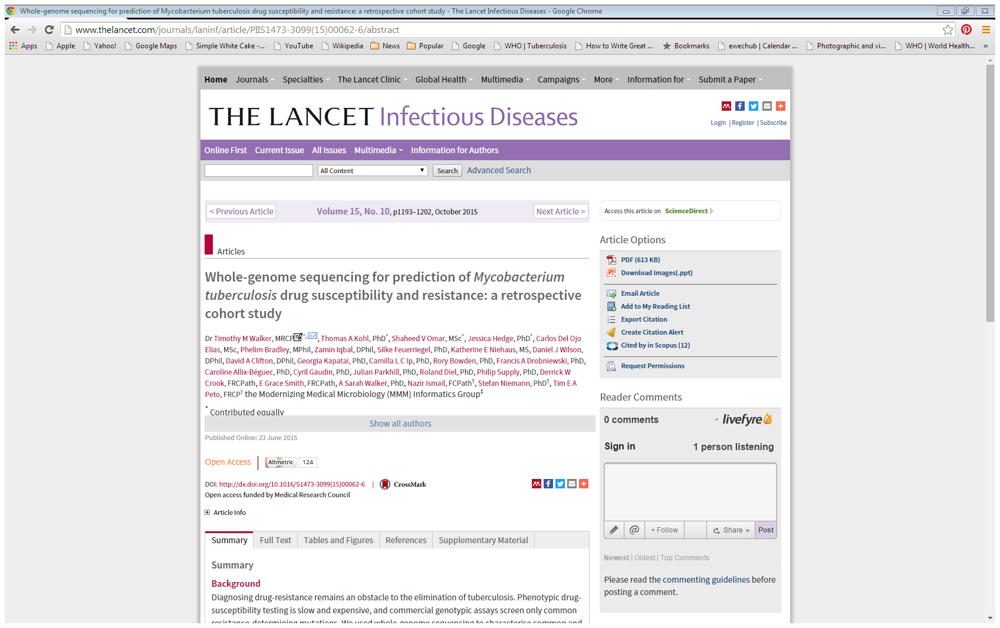 Whole-genome sequencing for prediction of Mycobacterium tuberculosis drug susceptibility and resistance: a retrospective cohort study - The Lancet Infectious Diseases - Google Chrome
www.thelancet.com/journals/laninf/article/PIIS1473-3099(15)00062-6/abstract
Apps Apple Yahoo! Google Maps Simple White Cake -... YouTube Wikipedia News Popular Google WHO | Tuberculosis How to Write Great ... Bookmarks ewechub | Calendar ... Photographic and vi... WHO | World Health... »
Home Journals Specialties The Lancet Clinic Global Health Multimedia Campaigns More Information for Submit a Paper
THE LANCET Infectious Diseases
Login | Register | Subscribe
Online First Current Issue All Issues Multimedia Information for Authors
All Content Search Advanced Search
< Previous Article Volume 15, No. 10, p1193–1202, October 2015 Next Article >
Articles
Whole-genome sequencing for prediction of Mycobacterium
tuberculosis drug susceptibility and resistance: a retrospective
cohort study
Dr Timothy M Walker, MRCP*, Thomas A Kohl, PhD*, Shaheed V Omar, MSc*, Jessica Hedge, PhD*, Carlos Del Ojo
Elias, MSc, Phelim Bradley, MPhil, Zamin Iqbal, DPhil, Silke Feuerriegel, PhD, Katherine E Niehaus, MS, Daniel J Wilson,
DPhil, David A Clifton, DPhil, Georgia Kapatai, PhD, Camilla L C Ip, PhD, Rory Bowden, PhD, Francis A Drobniewski, PhD,
Caroline Allix-Béguec, PhD, Cyril Gaudin, PhD, Julian Parkhill, PhD, Roland Diel, PhD, Philip Supply, PhD, Derrick W
Crook, FRCPath, E Grace Smith, FRCPath, A Sarah Walker, PhD, Nazir Ismail, FCPath†, Stefan Niemann, PhD†, Tim E A
Peto, FRCP† the Modernizing Medical Microbiology (MMM) Informatics Group‡
* Contributed equally
Show all authors
Published Online: 23 June 2015
Open Access Altmetric 124
DOI: http://dx.doi.org/10.1016/S1473-3099(15)00062-6 | CrossMark
Open access funded by Medical Research Council
Article Info
Summary Full Text Tables and Figures References Supplementary Material
Summary
Background
Diagnosing drug-resistance remains an obstacle to the elimination of tuberculosis. Phenotypic drug-
susceptibility testing is slow and expensive, and commercial genotypic assays screen only common
resistance-determining mutations. We used whole-genome sequencing to characterise common and
Access this article on ScienceDirect
Article Options
PDF (613 KB)
Download Images(.ppt)
Email Article
Add to My Reading List
Export Citation
Create Citation Alert
Cited by in Scopus (12)
Request Permissions
Reader Comments
0 comments livefyre
Sign in 1 person listening
@ + Follow Share Post
Newest | Oldest | Top Comments
Please read the commenting guidelines before
posting a comment.